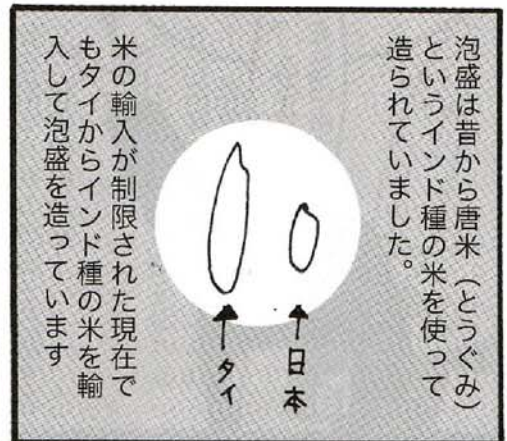 泡盛は昔から唐米（とうぐみ）
というインド種の米を使って
造られていました。
↑日本
↑タイ
米の輸入が制限された現在で
もタイからインド種の米を輸
入して泡盛を造っています